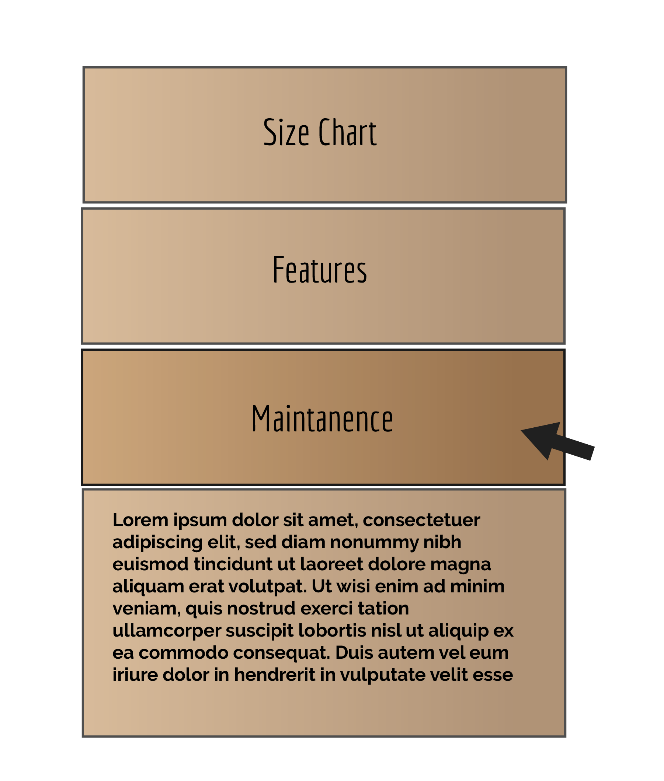 Size Chart
Features
Maintanence
Lorem ipsum dolor sit amet, consectetuer
adipiscing elit, sed diam nonummy nibh
euismod tincidunt ut laoreet dolore magna
aliquam erat volutpat. Ut wisi enim ad minim
veniam, quis nostrud exerci tation
ullamcorper suscipit lobortis nisl ut aliquip ex
ea commodo consequat. Duis autem vel eum
iriure dolor in hendrerit in vulputate velit esse